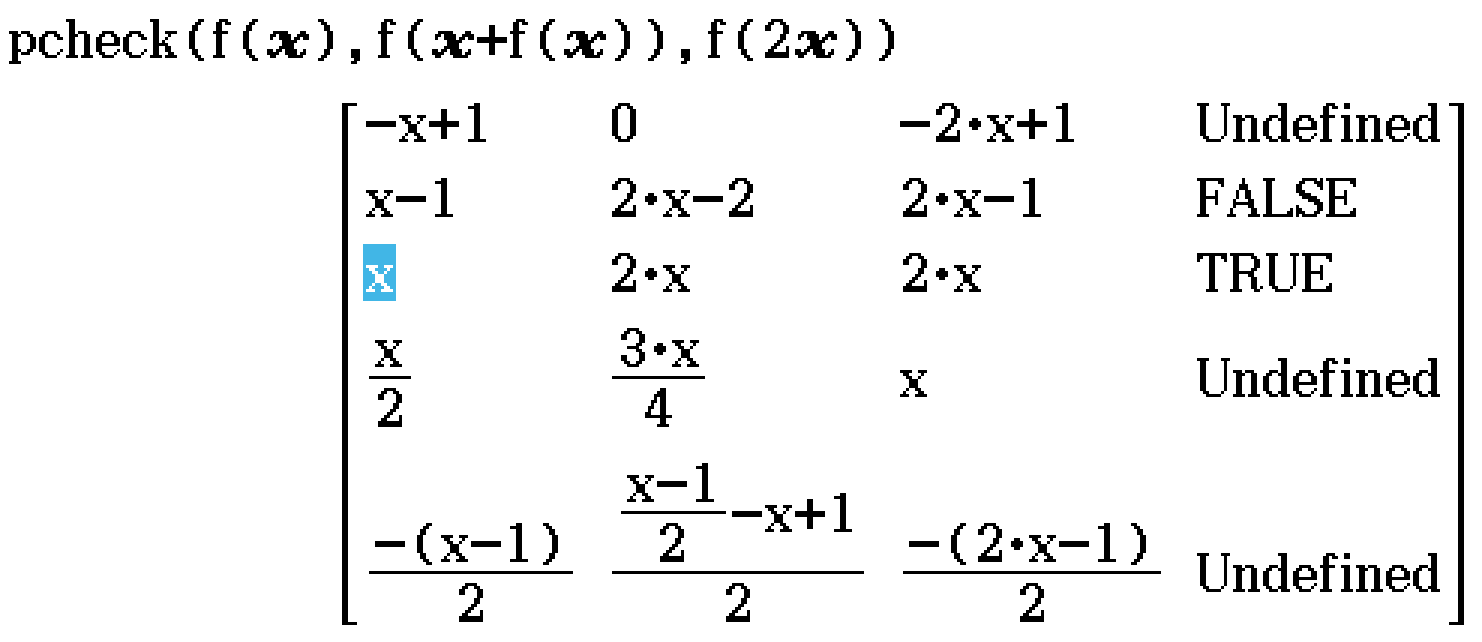 pcheck(f(x),f(x+f(x)),f(2x))
−x+1 0 −2·x+1 Undefined
x−1 2·x−2 2·x−1 FALSE
x 2·x 2·x TRUE
x/2 3·x/4 x Undefined
−(x−1)/2 ((x−1)/2−x+1)/2 −(2·x−1)/2 Undefined